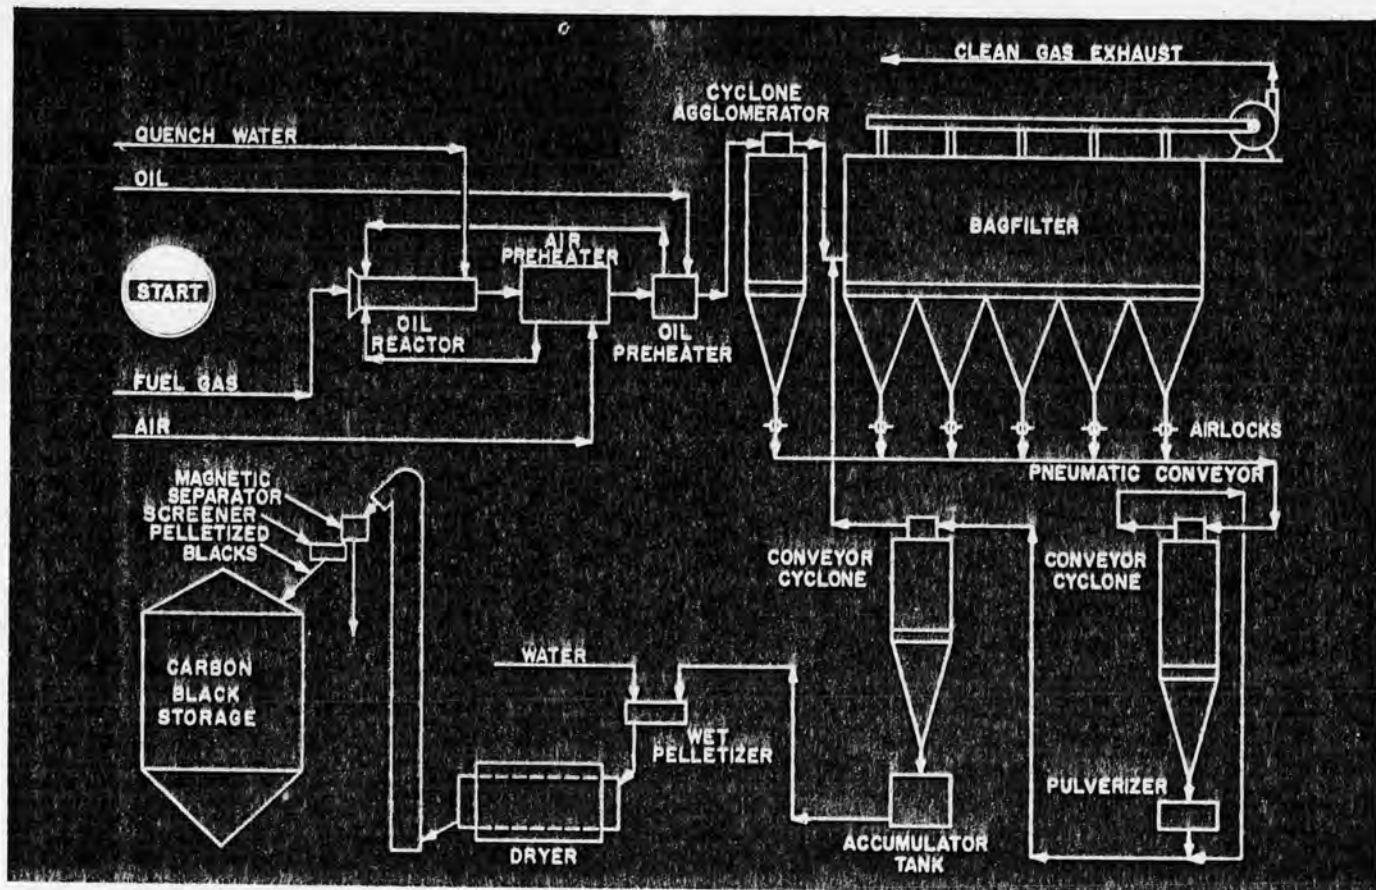 CLEAN GAS EXHAUST
CYCLONE
AGGLOMERATOR
QUENCH WATER
OIL
BAGFILTER
AIR
PREHEATER
START
OIL
REACTOR
OIL
PREHEATER
FUEL GAS
AIR
AIRLOCKS
PNEUMATIC CONVEYOR
MAGNETIC
SEPARATOR
SCREENER
PELLETIZED
BLACKS
CONVEYOR
CYCLONE
CONVEYOR
CYCLONE
WATER
CARBON
BLACK
STORAGE
WET
PELLETIZER
PULVERIZER
DRYER
ACCUMULATOR
TANK